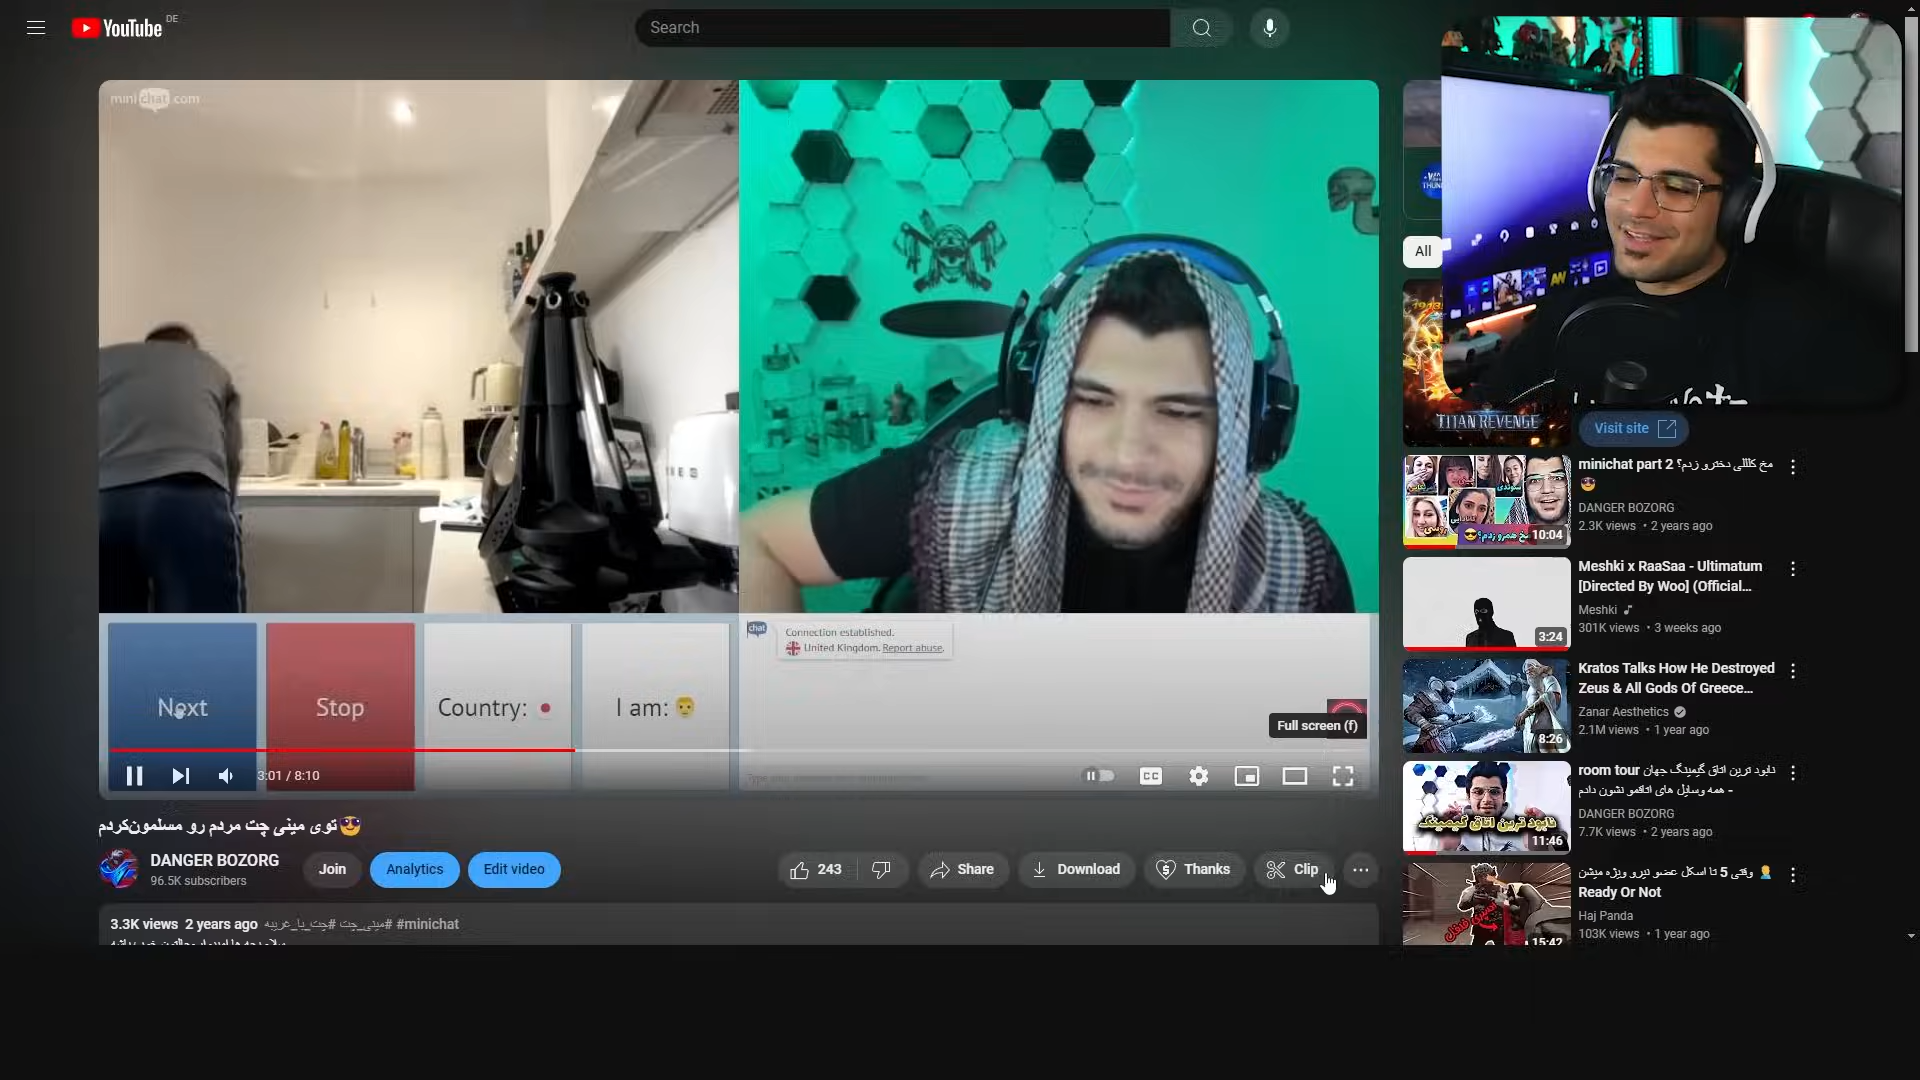 YouTube DE
Search
minichat.com
Next
Stop
Country:
I am:
Connection established.
United Kingdom. Report abuse.
Full screen (f)
3:01 / 8:10
CC
توی مینی چت مردم رو مسلمون‌کردم😎
DANGER BOZORG
96.5K subscribers
Join
Analytics
Edit video
243
Share
Download
Thanks
Clip
3.3K views 2 years ago #مینی_چت #چت_با_غریبه #minichat
All
TITAN REVENGE
Visit site
minichat part 2 مخ کلللی دخترو زدم؟
😎
DANGER BOZORG
2.3K views • 2 years ago
10:04
Meshki x RaaSaa - Ultimatum
[Directed By Woo] (Official...
Meshki
301K views • 3 weeks ago
3:24
Kratos Talks How He Destroyed
Zeus & All Gods Of Greece...
Zanar Aesthetics
2.1M views • 1 year ago
8:26
room tour نابود ترین اتاق گیمینگ جهان
- همه وسایل های اتاقمو نشون دادم
DANGER BOZORG
7.7K views • 2 years ago
نابود ترین اتاق گیمینگ
11:46
وقتی 5 تا اسکل عضو نیرو ویژه میشن
Ready Or Not
Haj Panda
103K views • 1 year ago
15:42